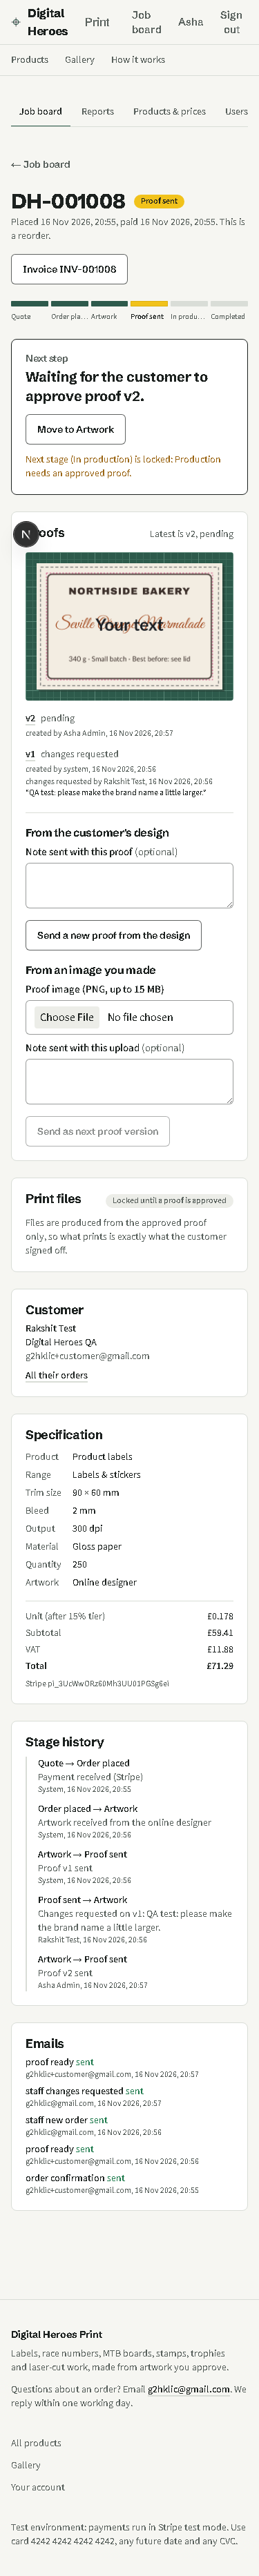 Digital Heroes
Print
Job board
Asha
Sign out
Products
Gallery
How it works
Job board
Reports
Products & prices
Users
← Job board
DH-001008
Proof sent
Placed 16 Nov 2026, 20:55, paid 16 Nov 2026, 20:55. This is
a reorder.
Invoice INV-001008
Quote
Order pla...
Artwork
Proof sent
In produ...
Completed
Next step
Waiting for the customer to
approve proof v2.
Move to Artwork
Next stage (In production) is locked: Production
needs an approved proof.
N
oofs
Latest is v2, pending
NORTHSIDE BAKERY
Seville
Marmalade
Your text
340 g · Small batch · Best before: see lid
v2 pending
created by Asha Admin, 16 Nov 2026, 20:57
v1 changes requested
created by system, 16 Nov 2026, 20:56
changes requested by Rakshit Test, 16 Nov 2026, 20:56
"QA test: please make the brand name a little larger."
From the customer's design
Note sent with this proof (optional)
Send a new proof from the design
From an image you made
Proof image (PNG, up to 15 MB)
Choose File No file chosen
Note sent with this upload (optional)
Send as next proof version
Print files
Locked until a proof is approved
Files are produced from the approved proof
only, so what prints is exactly what the customer
signed off.
Customer
Rakshit Test
Digital Heroes QA
g2hklic+customer@gmail.com
All their orders
Specification
Product Product labels
Range Labels & stickers
Trim size 90 × 60 mm
Bleed 2 mm
Output 300 dpi
Material Gloss paper
Quantity 250
Artwork Online designer
Unit (after 15% tier) £0.178
Subtotal £59.41
VAT £11.88
Total £71.29
Stripe pi_3UcWwORz60Mh3UU01PGSg6ei
Stage history
Quote → Order placed
Payment received (Stripe)
System, 16 Nov 2026, 20:55
Order placed → Artwork
Artwork received from the online designer
System, 16 Nov 2026, 20:56
Artwork → Proof sent
Proof v1 sent
System, 16 Nov 2026, 20:56
Proof sent → Artwork
Changes requested on v1: QA test: please make
the brand name a little larger.
Rakshit Test, 16 Nov 2026, 20:56
Artwork → Proof sent
Proof v2 sent
Asha Admin, 16 Nov 2026, 20:57
Emails
proof ready sent
g2hklic+customer@gmail.com, 16 Nov 2026, 20:57
staff changes requested sent
g2hklic@gmail.com, 16 Nov 2026, 20:57
staff new order sent
g2hklic@gmail.com, 16 Nov 2026, 20:56
proof ready sent
g2hklic+customer@gmail.com, 16 Nov 2026, 20:56
order confirmation sent
g2hklic+customer@gmail.com, 16 Nov 2026, 20:55
Digital Heroes Print
Labels, race numbers, MTB boards, stamps, trophies
and laser-cut work, made from artwork you approve.
Questions about an order? Email g2hklic@gmail.com. We
reply within one working day.
All products
Gallery
Your account
Test environment: payments run in Stripe test mode. Use
card 4242 4242 4242 4242, any future date and any CVC.